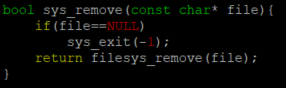 bool sys_remove(const char* file){
    if(file==NULL)
        sys_exit(-1);
    return filesys_remove(file);
}